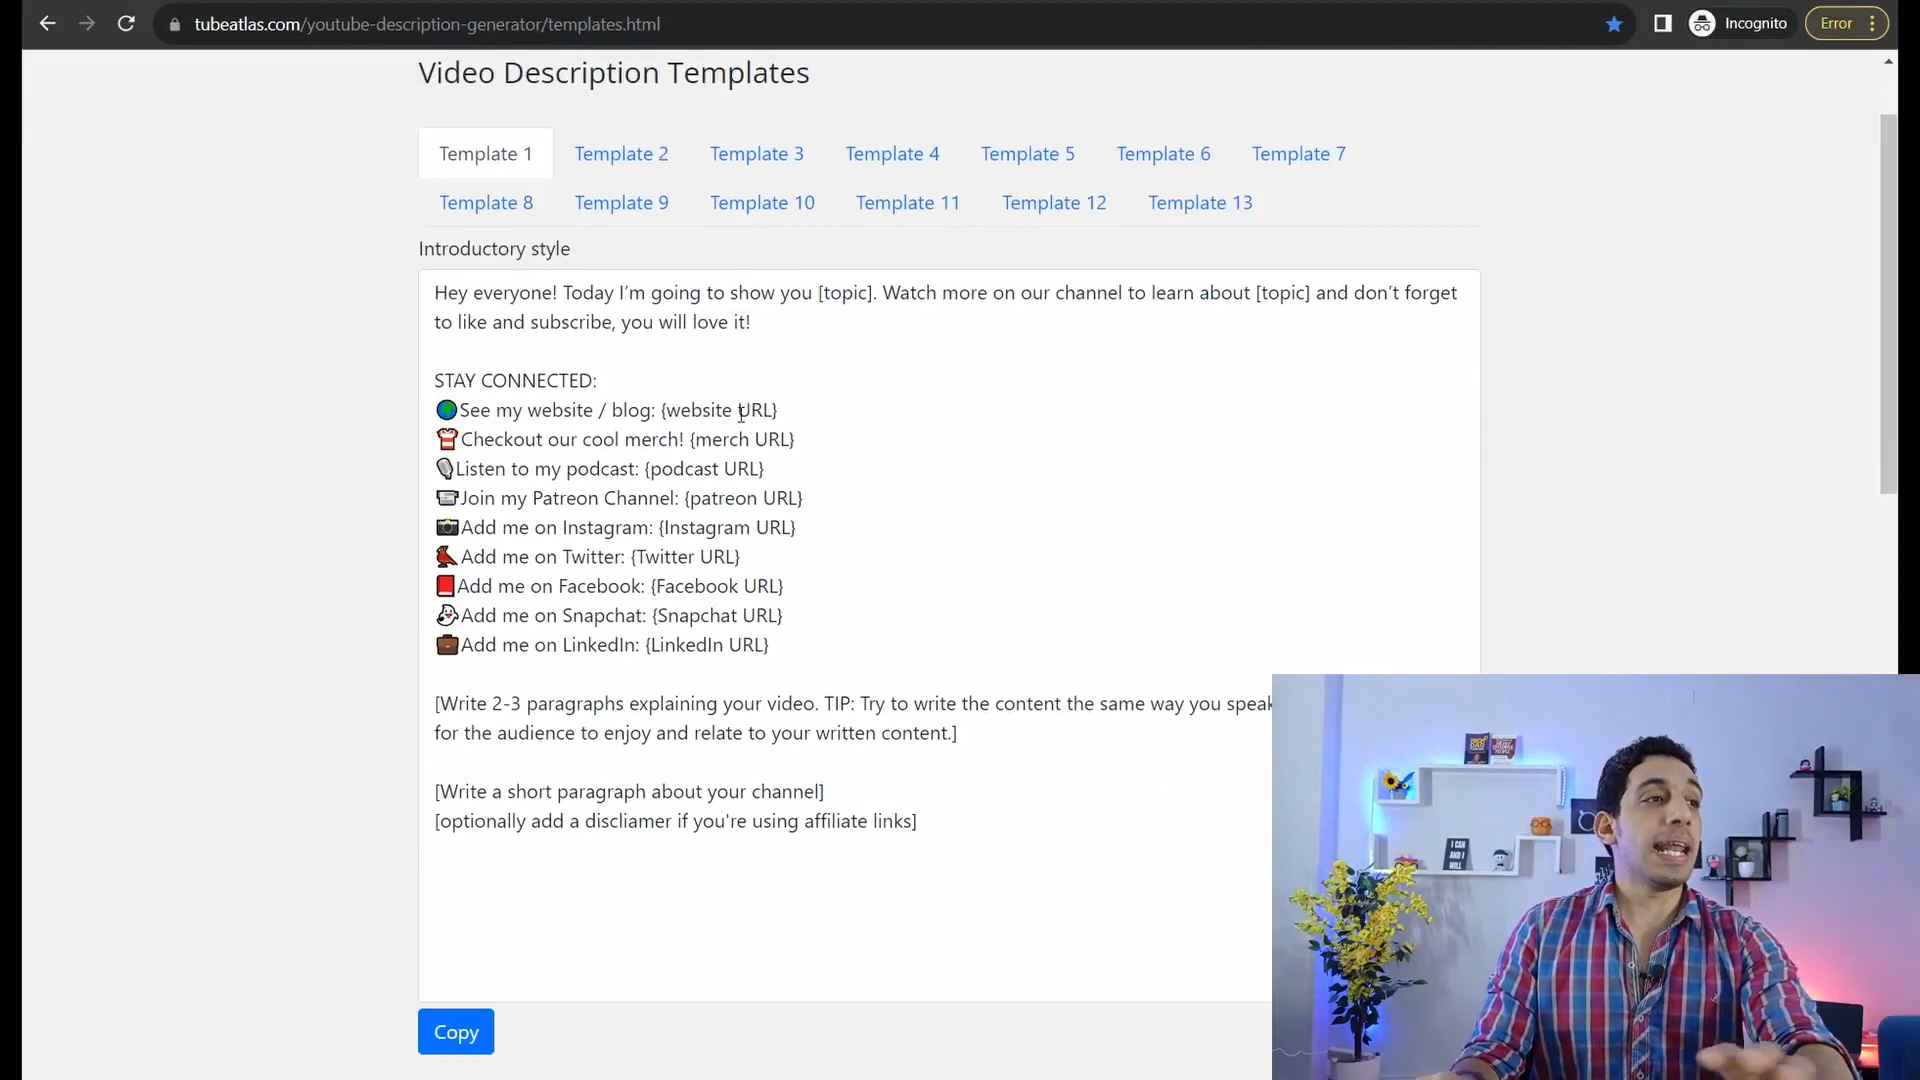 tubeatlas.com/youtube-description-generator/templates.html
Incognito
Error
Video Description Templates
Template 1
Template 2
Template 3
Template 4
Template 5
Template 6
Template 7
Template 8
Template 9
Template 10
Template 11
Template 12
Template 13
Introductory style
Hey everyone! Today I’m going to show you [topic]. Watch more on our channel to learn about [topic] and don’t forget
to like and subscribe, you will love it!
STAY CONNECTED:
See my website / blog: {website URL}
Checkout our cool merch! {merch URL}
Listen to my podcast: {podcast URL}
Join my Patreon Channel: {patreon URL}
Add me on Instagram: {Instagram URL}
Add me on Twitter: {Twitter URL}
Add me on Facebook: {Facebook URL}
Add me on Snapchat: {Snapchat URL}
Add me on LinkedIn: {LinkedIn URL}
[Write 2-3 paragraphs explaining your video. TIP: Try to write the content the same way you speak
for the audience to enjoy and relate to your written content.]
[Write a short paragraph about your channel]
[optionally add a discliamer if you're using affiliate links]
Copy
RICH
DAD
I CAN
AND I
WILL